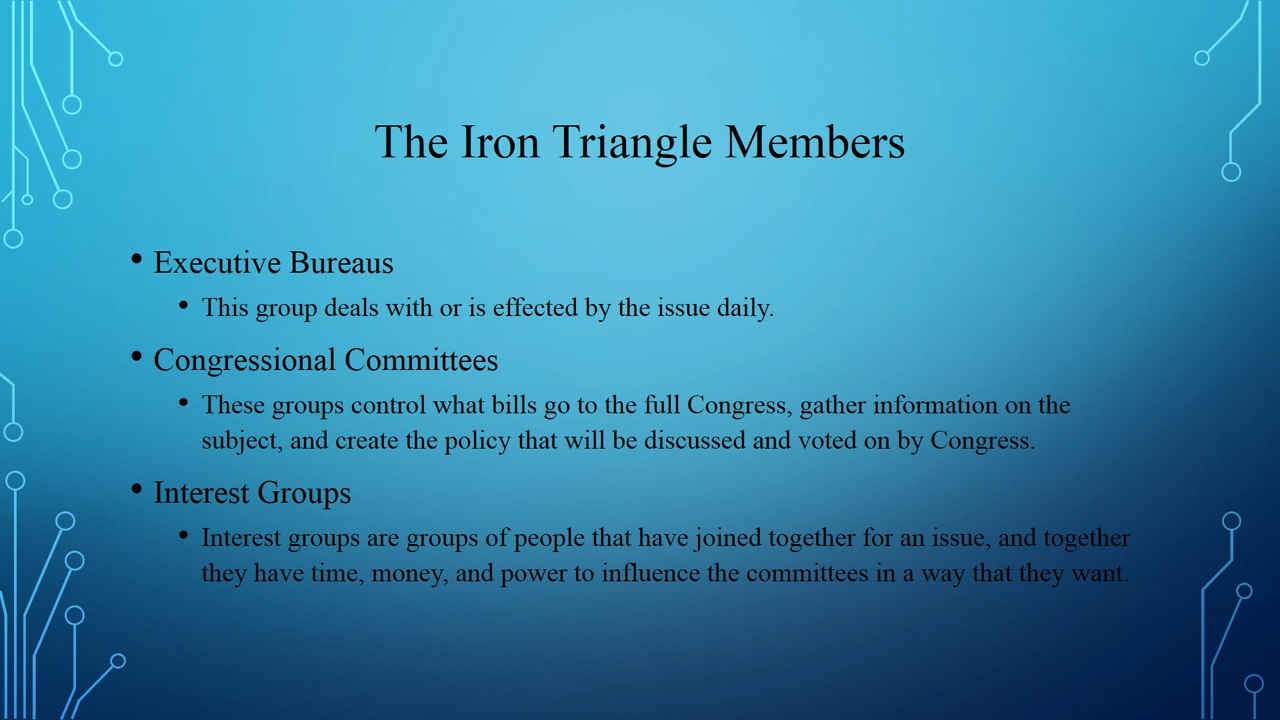 The Iron Triangle Members
• Executive Bureaus
• This group deals with or is effected by the issue daily.
• Congressional Committees
• These groups control what bills go to the full Congress, gather information on the
subject, and create the policy that will be discussed and voted on by Congress.
• Interest Groups
• Interest groups are groups of people that have joined together for an issue, and together
they have time, money, and power to influence the committees in a way that they want.